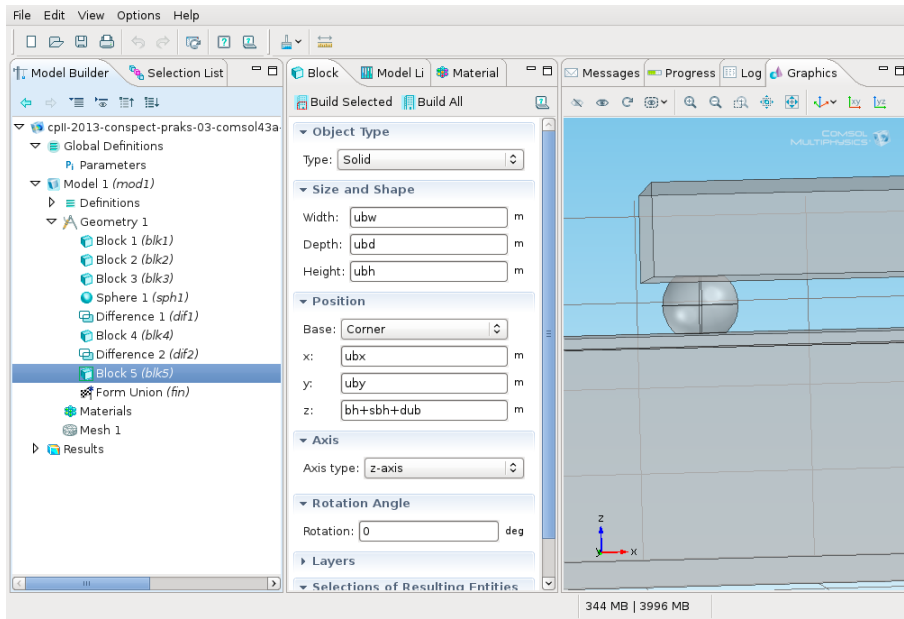 File Edit View Options Help
Model Builder Selection List
Block Model Li Material
Messages Progress Log Graphics
cpII-2013-conspect-praks-03-comsol43a-
Global Definitions
Pi Parameters
Model 1 (mod1)
Definitions
Geometry 1
Block 1 (blk1)
Block 2 (blk2)
Block 3 (blk3)
Sphere 1 (sph1)
Difference 1 (dif1)
Block 4 (blk4)
Difference 2 (dif2)
Block 5 (blk5)
Form Union (fin)
Materials
Mesh 1
Results
Build Selected Build All
Object Type
Type: Solid
Size and Shape
Width: ubw m
Depth: ubd m
Height: ubh m
Position
Base: Corner
x: ubx m
y: uby m
z: bh+sbh+dub m
Axis
Axis type: z-axis
Rotation Angle
Rotation: 0 deg
Layers
Selections of Resulting Entities
xy yz
COMSOL
MULTIPHYSICS
z
y x
344 MB | 3996 MB